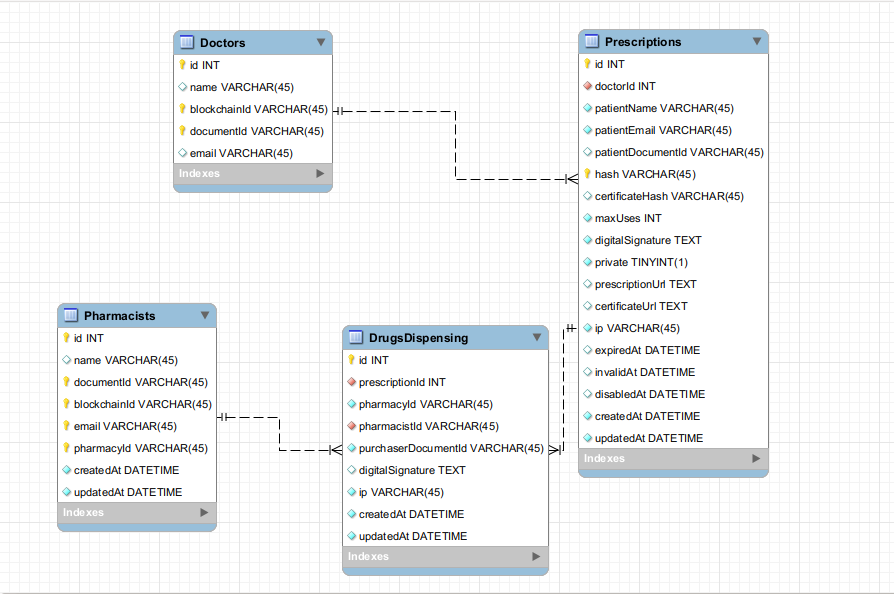 Doctors
id INT
name VARCHAR(45)
blockchainId VARCHAR(45)
documentId VARCHAR(45)
email VARCHAR(45)
Indexes
Prescriptions
id INT
doctorId INT
patientName VARCHAR(45)
patientEmail VARCHAR(45)
patientDocumentId VARCHAR(45)
hash VARCHAR(45)
certificateHash VARCHAR(45)
maxUses INT
digitalSignature TEXT
private TINYINT(1)
prescriptionUrl TEXT
certificateUrl TEXT
ip VARCHAR(45)
expiredAt DATETIME
invalidAt DATETIME
disabledAt DATETIME
createdAt DATETIME
updatedAt DATETIME
Indexes
Pharmacists
id INT
name VARCHAR(45)
documentId VARCHAR(45)
blockchainId VARCHAR(45)
email VARCHAR(45)
pharmacyId VARCHAR(45)
createdAt DATETIME
updatedAt DATETIME
Indexes
DrugsDispensing
id INT
prescriptionId INT
pharmacyId VARCHAR(45)
pharmacistId VARCHAR(45)
purchaserDocumentId VARCHAR(45)
digitalSignature TEXT
ip VARCHAR(45)
createdAt DATETIME
updatedAt DATETIME
Indexes